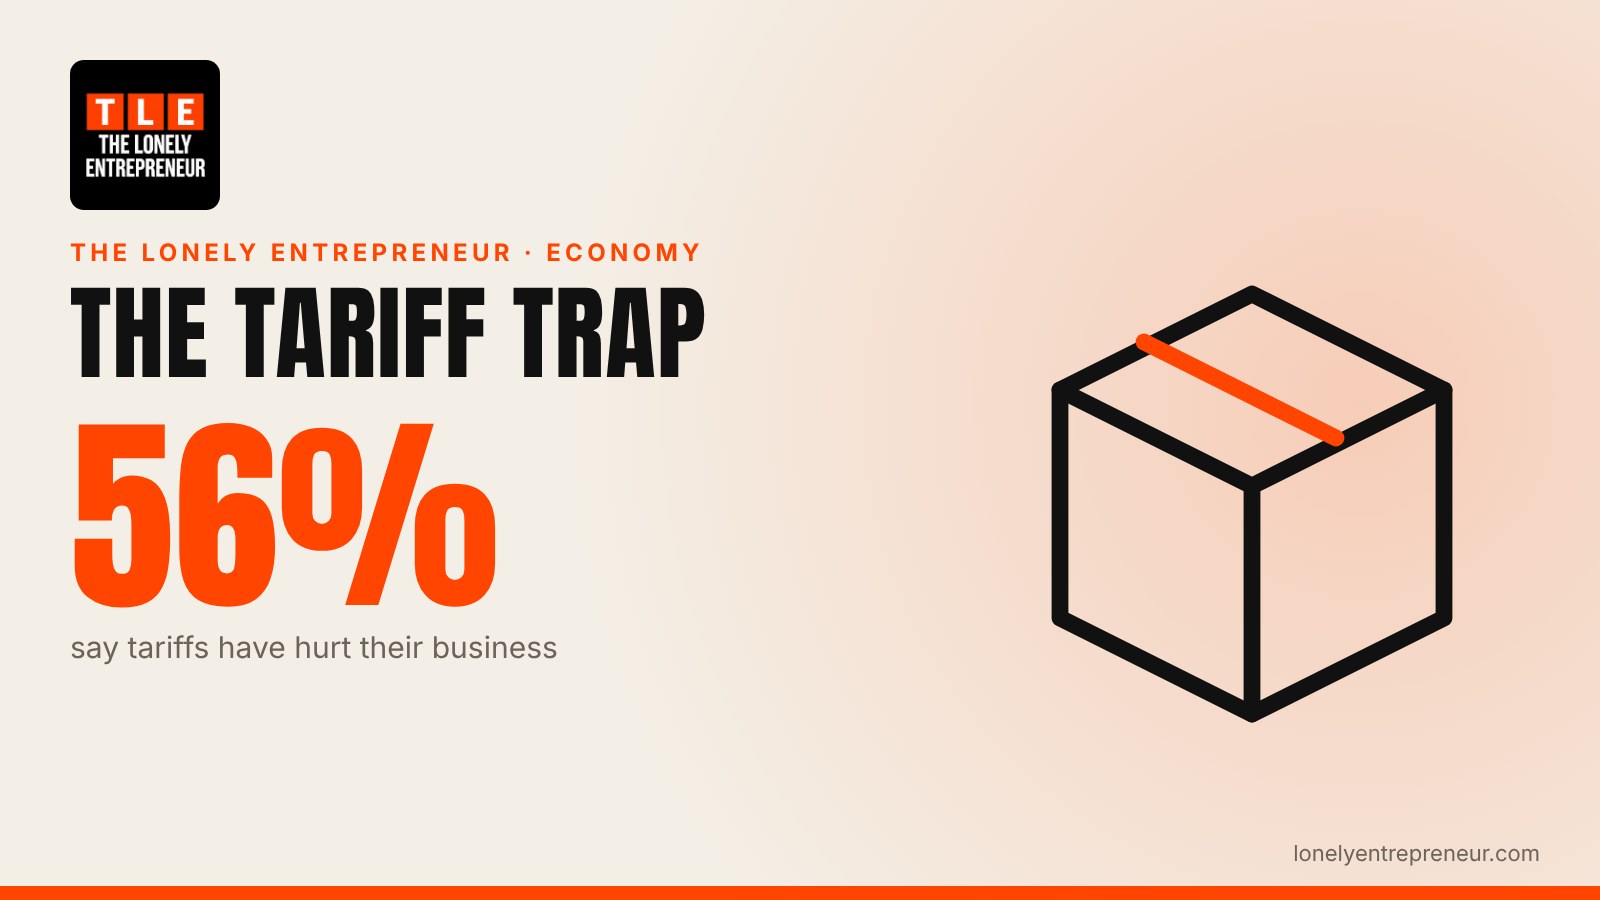 TLE
THE LONELY
ENTREPRENEUR
THE LONELY ENTREPRENEUR · ECONOMY
THE TARIFF TRAP
56%
say tariffs have hurt their business
lonelyentrepreneur.com